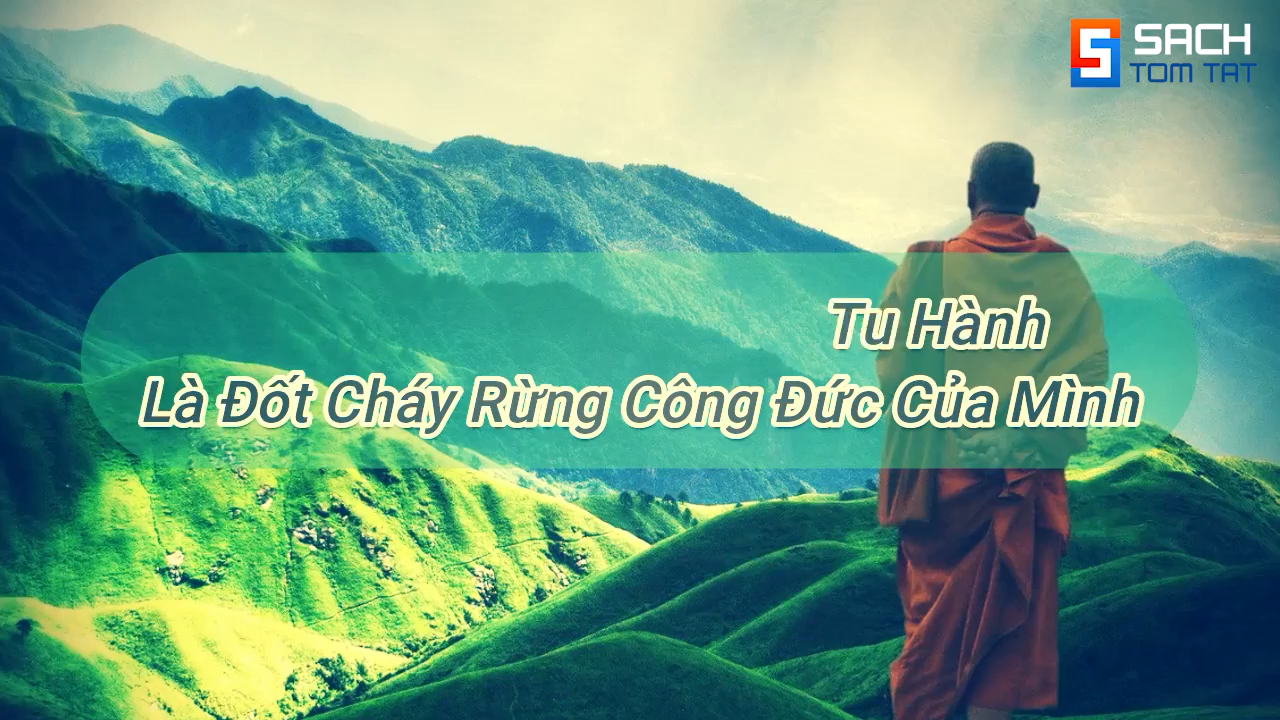 SACH
TOM TAT
Tu Hành
Là Đốt Cháy Rừng Công Đức Của Mình